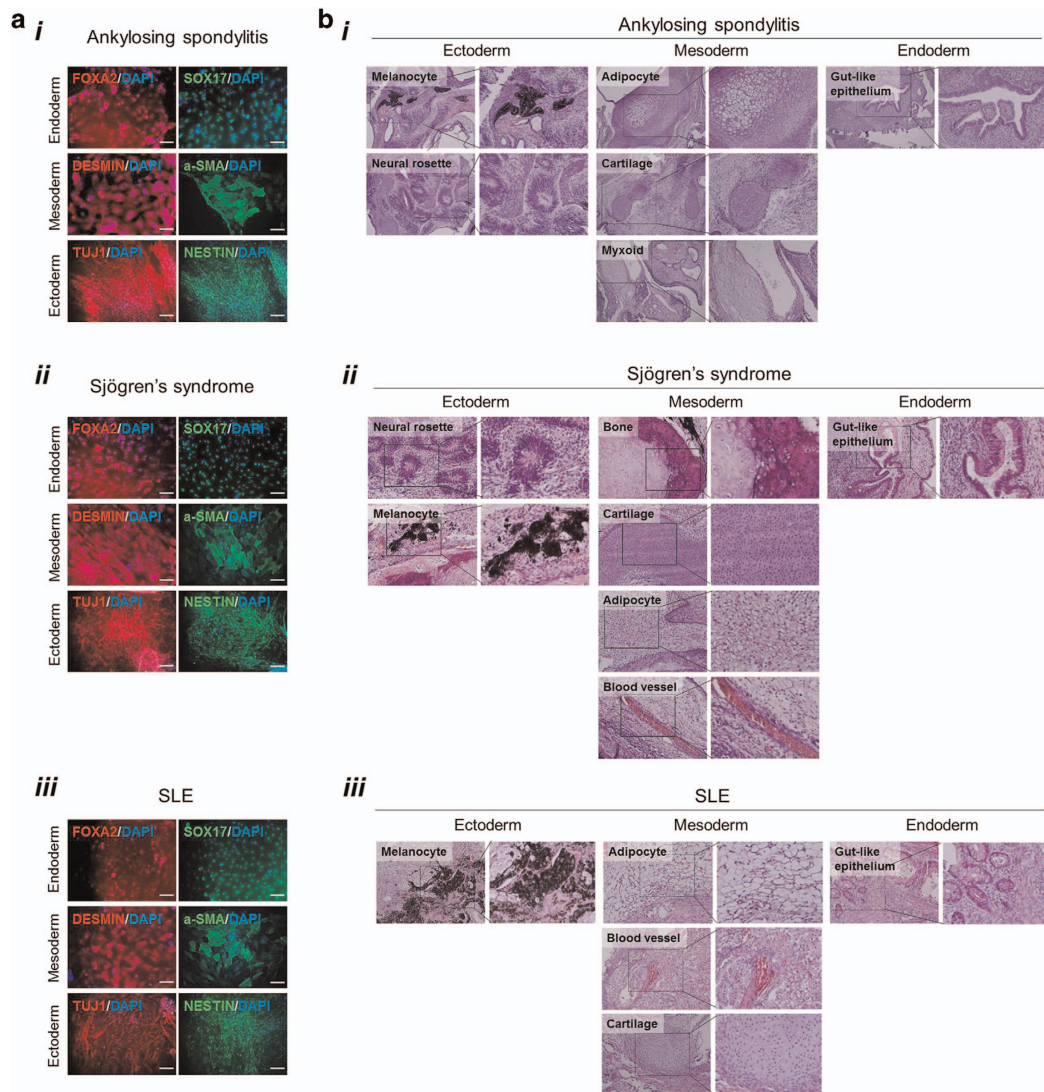 a
i
Ankylosing spondylitis
Endoderm
FOXA2/DAPI
SOX17/DAPI
Mesoderm
DESMIN/DAPI
a-SMA/DAPI
Ectoderm
TUJ1/DAPI
NESTIN/DAPI
ii
Sjögren's syndrome
Endoderm
FOXA2/DAPI
SOX17/DAPI
Mesoderm
DESMIN/DAPI
a-SMA/DAPI
Ectoderm
TUJ1/DAPI
NESTIN/DAPI
iii
SLE
Endoderm
FOXA2/DAPI
SOX17/DAPI
Mesoderm
DESMIN/DAPI
a-SMA/DAPI
Ectoderm
TUJ1/DAPI
NESTIN/DAPI
b
i
Ankylosing spondylitis
Ectoderm
Mesoderm
Endoderm
Melanocyte
Adipocyte
Gut-like
epithelium
Neural rosette
Cartilage
Myxoid
ii
Sjögren's syndrome
Ectoderm
Mesoderm
Endoderm
Neural rosette
Bone
Gut-like
epithelium
Melanocyte
Cartilage
Adipocyte
Blood vessel
iii
SLE
Ectoderm
Mesoderm
Endoderm
Melanocyte
Adipocyte
Gut-like
epithelium
Blood vessel
Cartilage